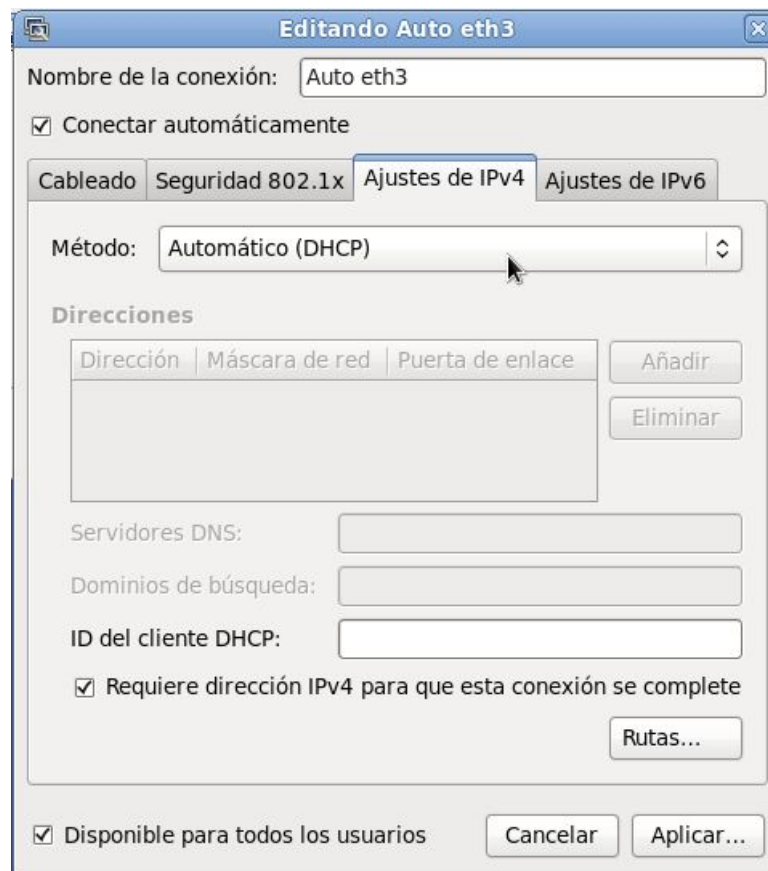 Editando Auto eth3
Nombre de la conexión: Auto eth3
Conectar automáticamente
Cableado Seguridad 802.1x Ajustes de IPv4 Ajustes de IPv6
Método: Automático (DHCP)
Direcciones
Dirección Máscara de red Puerta de enlace Añadir
Eliminar
Servidores DNS:
Dominios de búsqueda:
ID del cliente DHCP:
Requiere dirección IPv4 para que esta conexión se complete
Rutas...
Disponible para todos los usuarios Cancelar Aplicar...